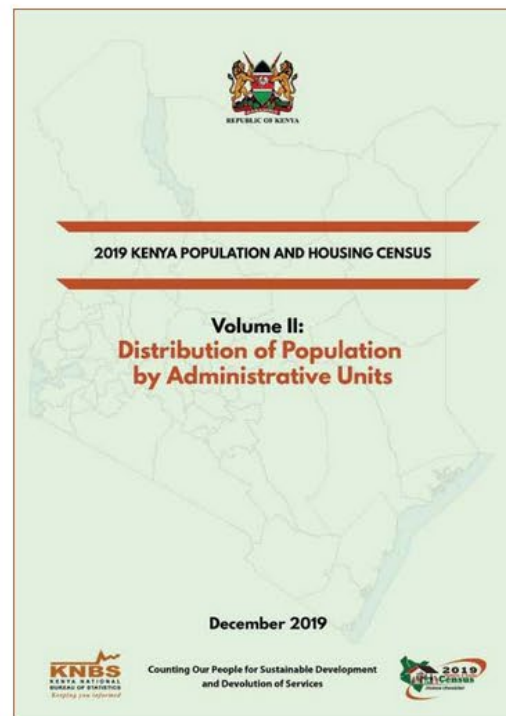 REPUBLIC OF KENYA
2019 KENYA POPULATION AND HOUSING CENSUS
Volume II:
Distribution of Population
by Administrative Units
December 2019
KNBS
KENYA NATIONAL
BUREAU OF STATISTICS
Keeping you informed
Counting Our People for Sustainable Development
and Devolution of Services
2019
Census